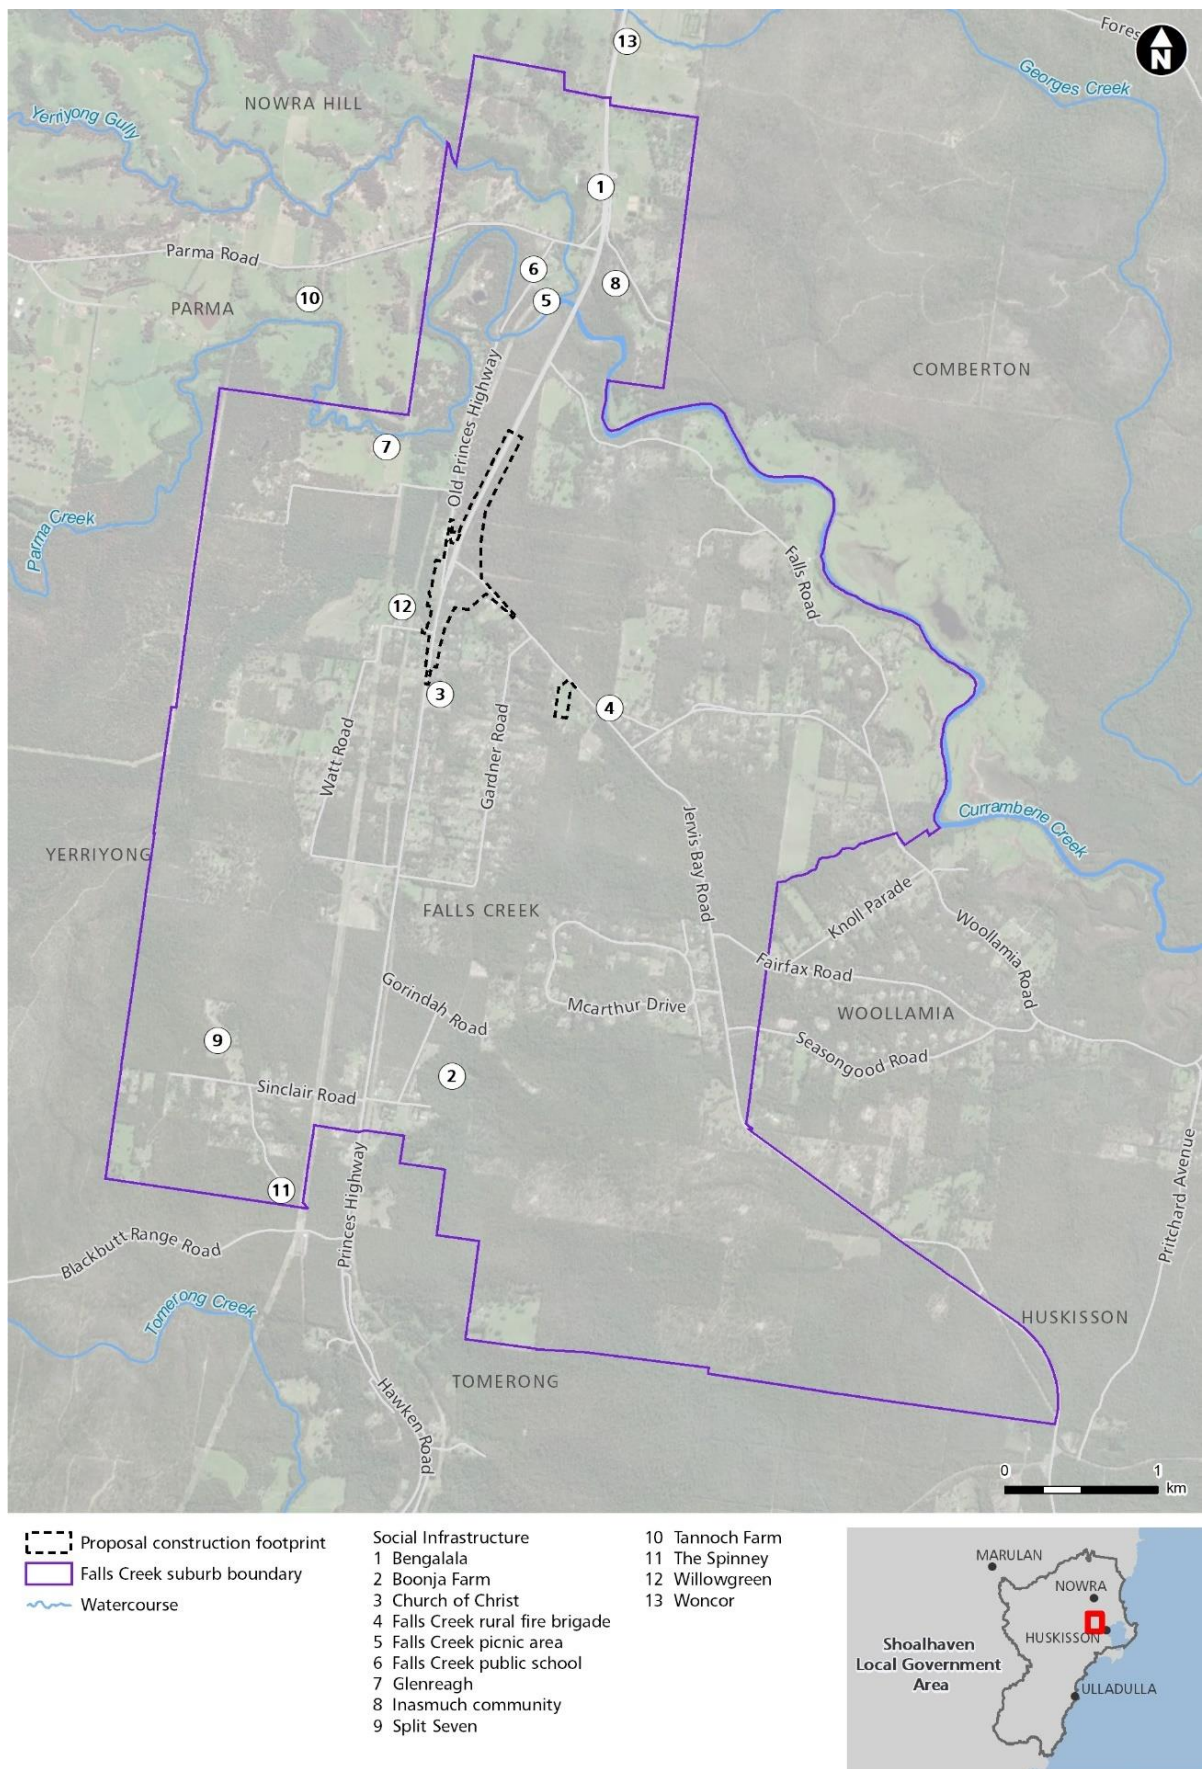 13
Fores
N
Georges Creek
NOWRA HILL
Yerriyong Gully
1
Parma Road
6
8
10
5
PARMA
COMBERTON
Old Princes Highway
7
Parma Creek
Falls Road
12
3
4
Watt Road
Gardner Road
Jervis Bay Road
Currambene Creek
YERRIYONG
Knoll Parade
FALLS CREEK
Woollamia Road
Fairfax Road
Gorindah Road
Mcarthur Drive
WOOLLAMIA
9
Seasongood Road
2
Sinclair Road
Princes Highway
11
Pritchard Avenue
Blackbutt Range Road
Tomerong Creek
HUSKISSON
TOMERONG
Hawken Road
0 1
km
Proposal construction footprint
Falls Creek suburb boundary
Watercourse
Social Infrastructure
1 Bengalala
2 Boonja Farm
3 Church of Christ
4 Falls Creek rural fire brigade
5 Falls Creek picnic area
6 Falls Creek public school
7 Glenreagh
8 Inasmuch community
9 Split Seven
10 Tannoch Farm
11 The Spinney
12 Willowgreen
13 Woncor
MARULAN
NOWRA
HUSKISSON
Shoalhaven
Local Government
Area
ULLADULLA